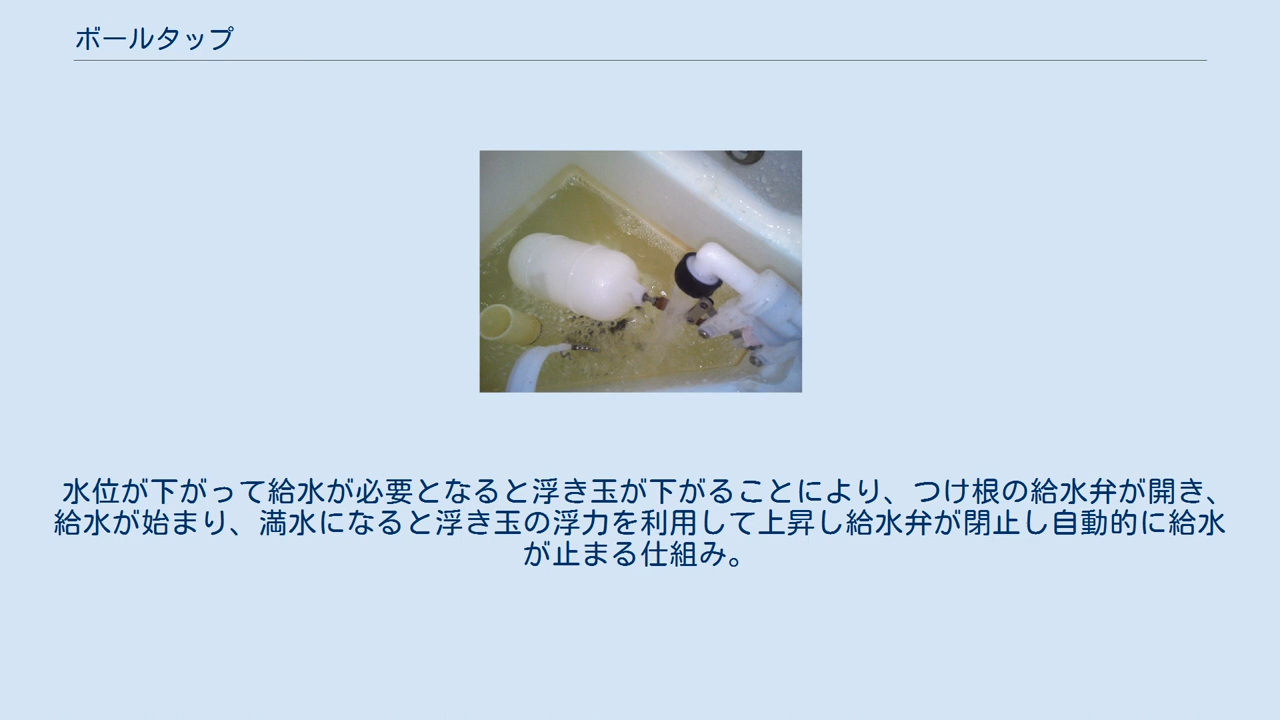 ボールタップ
水位が下がって給水が必要となると浮き玉が下がることにより、つけ根の給水弁が開き、
給水が始まり、満水になると浮き玉の浮力を利用して上昇し給水弁が閉止し自動的に給水
が止まる仕組み。